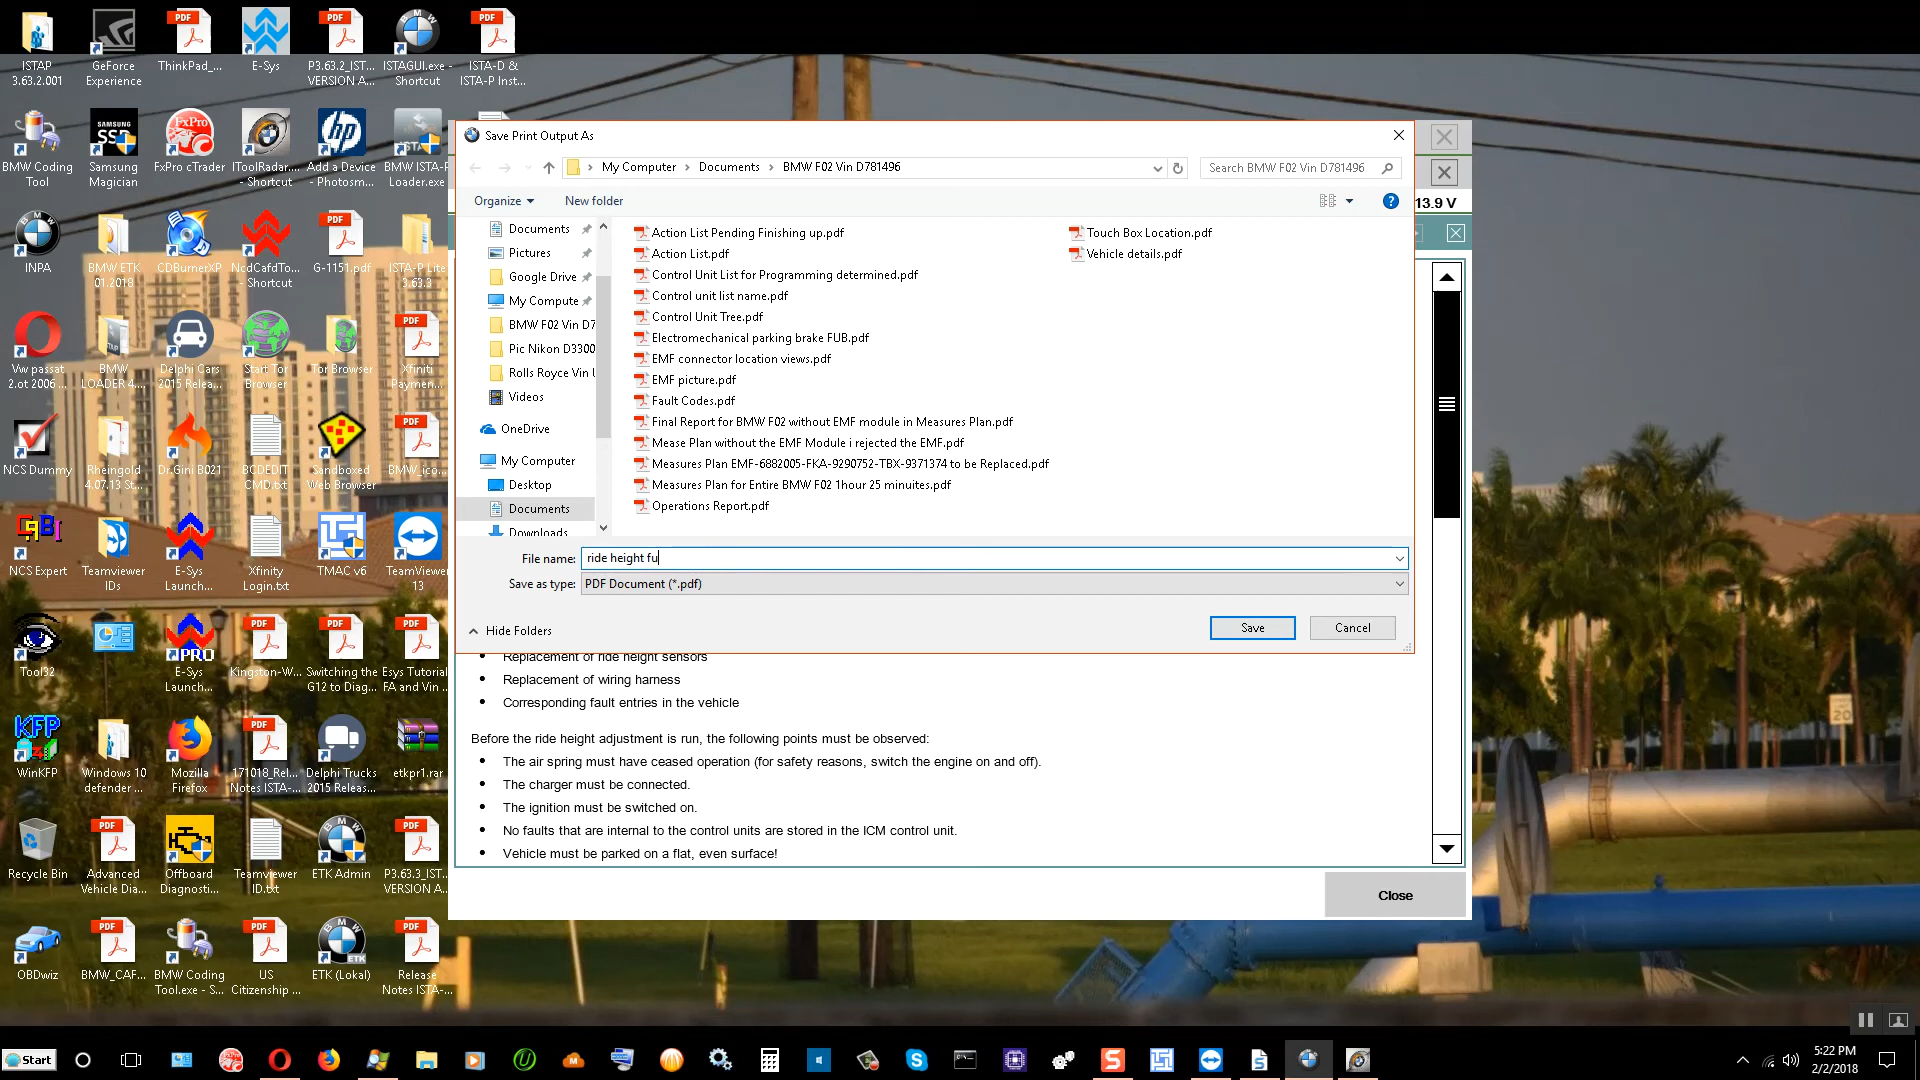 ISTAP
3.63.2.001
GeForce
Experience
ThinkPad_...
E-Sys
P3.63.2_IST...
VERSION A...
ISTAGUI.exe -
Shortcut
ISTA-D &
ISTA-P Inst...
BMW Coding
Tool
Samsung
Magician
FxPro cTrader
IToolRadar....
- Shortcut
Add a Device
- Photosm...
BMW ISTA-P
Loader.exe
INPA
BMW ETK
01.2018
CDBurnerXP
NcdCafdTo...
- Shortcut
G-1151.pdf
ISTA-P Lite
3.63.3
Vw passat
2.0t 2006 ...
BMW
LOADER 4....
Delphi Cars
2015 Relea...
Start Tor
Browser
Tor Browser
Xfiniti
Paymen...
NCS Dummy
Rheingold
4.07.13 St...
Dr.Gini B021
BCDEDIT
CMD.txt
Sandboxed
Web Browser
BMW_ico...
NCS Expert
Teamviewer
IDs
E-Sys
Launch...
Xfinity
Login.txt
TMAC v6
TeamViewer
13
Tool32
E-Sys
Launch...
Kingston-W...
Switching the
G12 to Diag...
Esys Tutorial
FA and Vin ...
WinKFP
Windows 10
defender ...
Mozilla
Firefox
171018_Rel...
Notes ISTA-...
Delphi Trucks
2015 Releas...
etkpr1.rar
Recycle Bin
Advanced
Vehicle Dia...
Offboard
Diagnosti...
Teamviewer
ID.txt
ETK Admin
P3.63.3_IST...
VERSION A...
OBDwiz
BMW_CAF...
BMW Coding
Tool.exe - S...
US
Citizenship ...
ETK (Lokal)
Release
Notes ISTA-...
Save Print Output As
My Computer
Documents
BMW F02 Vin D781496
Search BMW F02 Vin D781496
Organize
New folder
13.9 V
Documents
Pictures
Google Drive
My Compute
BMW F02 Vin D7
Pic Nikon D3300
Rolls Royce Vin U
Videos
OneDrive
My Computer
Desktop
Documents
Downloads
Action List Pending Finishing up.pdf
Action List.pdf
Control Unit List for Programming determined.pdf
Control unit list name.pdf
Control Unit Tree.pdf
Electromechanical parking brake FUB.pdf
EMF connector location views.pdf
EMF picture.pdf
Fault Codes.pdf
Final Report for BMW F02 without EMF module in Measures Plan.pdf
Mease Plan without the EMF Module i rejected the EMF.pdf
Measures Plan EMF-6882005-FKA-9290752-TBX-9371374 to be Replaced.pdf
Measures Plan for Entire BMW F02 1hour 25 minuites.pdf
Operations Report.pdf
Touch Box Location.pdf
Vehicle details.pdf
File name:
ride height fu
Save as type:
PDF Document (*.pdf)
Hide Folders
Save
Cancel
Replacement of ride height sensors
Replacement of wiring harness
Corresponding fault entries in the vehicle
Before the ride height adjustment is run, the following points must be observed:
The air spring must have ceased operation (for safety reasons, switch the engine on and off).
The charger must be connected.
The ignition must be switched on.
No faults that are internal to the control units are stored in the ICM control unit.
Vehicle must be parked on a flat, even surface!
Close
Start
5:22 PM
2/2/2018